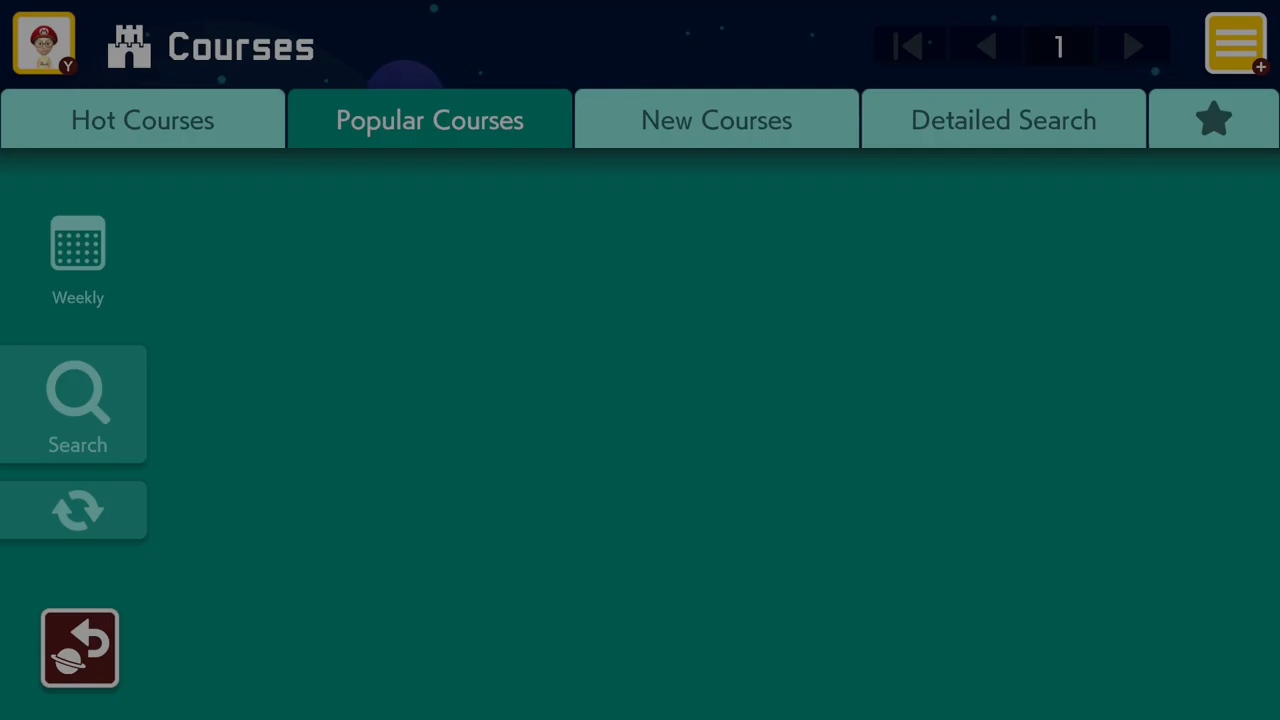 Y
Courses
1
+
Hot Courses
Popular Courses
New Courses
Detailed Search
Weekly
Search